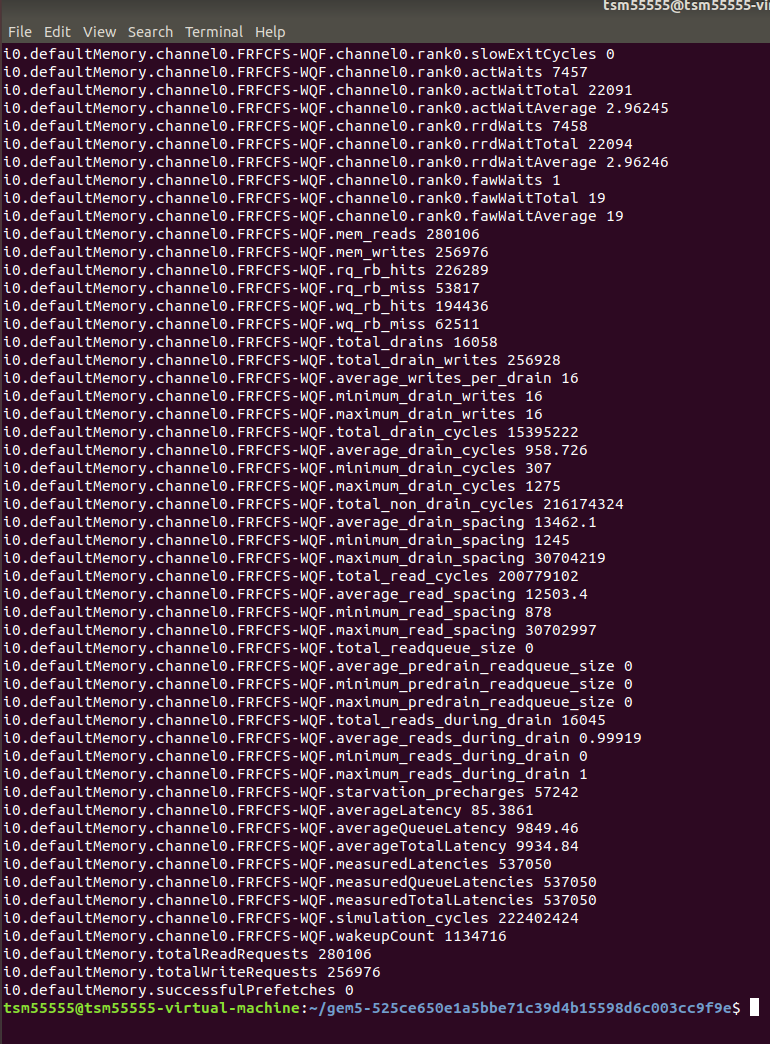 tsm55555@tsm55555-vi
File Edit View Search Terminal Help
i0.defaultMemory.channel0.FRFCFS-WQF.channel0.rank0.slowExitCycles 0
i0.defaultMemory.channel0.FRFCFS-WQF.channel0.rank0.actWaits 7457
i0.defaultMemory.channel0.FRFCFS-WQF.channel0.rank0.actWaitTotal 22091
i0.defaultMemory.channel0.FRFCFS-WQF.channel0.rank0.actWaitAverage 2.96245
i0.defaultMemory.channel0.FRFCFS-WQF.channel0.rank0.rrdWaits 7458
i0.defaultMemory.channel0.FRFCFS-WQF.channel0.rank0.rrdWaitTotal 22094
i0.defaultMemory.channel0.FRFCFS-WQF.channel0.rank0.rrdWaitAverage 2.96246
i0.defaultMemory.channel0.FRFCFS-WQF.channel0.rank0.fawWaits 1
i0.defaultMemory.channel0.FRFCFS-WQF.channel0.rank0.fawWaitTotal 19
i0.defaultMemory.channel0.FRFCFS-WQF.channel0.rank0.fawWaitAverage 19
i0.defaultMemory.channel0.FRFCFS-WQF.mem_reads 280106
i0.defaultMemory.channel0.FRFCFS-WQF.mem_writes 256976
i0.defaultMemory.channel0.FRFCFS-WQF.rq_rb_hits 226289
i0.defaultMemory.channel0.FRFCFS-WQF.rq_rb_miss 53817
i0.defaultMemory.channel0.FRFCFS-WQF.wq_rb_hits 194436
i0.defaultMemory.channel0.FRFCFS-WQF.wq_rb_miss 62511
i0.defaultMemory.channel0.FRFCFS-WQF.total_drains 16058
i0.defaultMemory.channel0.FRFCFS-WQF.total_drain_writes 256928
i0.defaultMemory.channel0.FRFCFS-WQF.average_writes_per_drain 16
i0.defaultMemory.channel0.FRFCFS-WQF.minimum_drain_writes 16
i0.defaultMemory.channel0.FRFCFS-WQF.maximum_drain_writes 16
i0.defaultMemory.channel0.FRFCFS-WQF.total_drain_cycles 15395222
i0.defaultMemory.channel0.FRFCFS-WQF.average_drain_cycles 958.726
i0.defaultMemory.channel0.FRFCFS-WQF.minimum_drain_cycles 307
i0.defaultMemory.channel0.FRFCFS-WQF.maximum_drain_cycles 1275
i0.defaultMemory.channel0.FRFCFS-WQF.total_non_drain_cycles 216174324
i0.defaultMemory.channel0.FRFCFS-WQF.average_drain_spacing 13462.1
i0.defaultMemory.channel0.FRFCFS-WQF.minimum_drain_spacing 1245
i0.defaultMemory.channel0.FRFCFS-WQF.maximum_drain_spacing 30704219
i0.defaultMemory.channel0.FRFCFS-WQF.total_read_cycles 200779102
i0.defaultMemory.channel0.FRFCFS-WQF.average_read_spacing 12503.4
i0.defaultMemory.channel0.FRFCFS-WQF.minimum_read_spacing 878
i0.defaultMemory.channel0.FRFCFS-WQF.maximum_read_spacing 30702997
i0.defaultMemory.channel0.FRFCFS-WQF.total_readqueue_size 0
i0.defaultMemory.channel0.FRFCFS-WQF.average_predrain_readqueue_size 0
i0.defaultMemory.channel0.FRFCFS-WQF.minimum_predrain_readqueue_size 0
i0.defaultMemory.channel0.FRFCFS-WQF.maximum_predrain_readqueue_size 0
i0.defaultMemory.channel0.FRFCFS-WQF.total_reads_during_drain 16045
i0.defaultMemory.channel0.FRFCFS-WQF.average_reads_during_drain 0.99919
i0.defaultMemory.channel0.FRFCFS-WQF.minimum_reads_during_drain 0
i0.defaultMemory.channel0.FRFCFS-WQF.maximum_reads_during_drain 1
i0.defaultMemory.channel0.FRFCFS-WQF.starvation_precharges 57242
i0.defaultMemory.channel0.FRFCFS-WQF.averageLatency 85.3861
i0.defaultMemory.channel0.FRFCFS-WQF.averageQueueLatency 9849.46
i0.defaultMemory.channel0.FRFCFS-WQF.averageTotalLatency 9934.84
i0.defaultMemory.channel0.FRFCFS-WQF.measuredLatencies 537050
i0.defaultMemory.channel0.FRFCFS-WQF.measuredQueueLatencies 537050
i0.defaultMemory.channel0.FRFCFS-WQF.measuredTotalLatencies 537050
i0.defaultMemory.channel0.FRFCFS-WQF.simulation_cycles 222402424
i0.defaultMemory.channel0.FRFCFS-WQF.wakeupCount 1134716
i0.defaultMemory.totalReadRequests 280106
i0.defaultMemory.totalWriteRequests 256976
i0.defaultMemory.successfulPrefetches 0
tsm55555@tsm55555-virtual-machine:~/gem5-525ce650e1a5bbe71c39d4b15598d6c003cc9f9e$